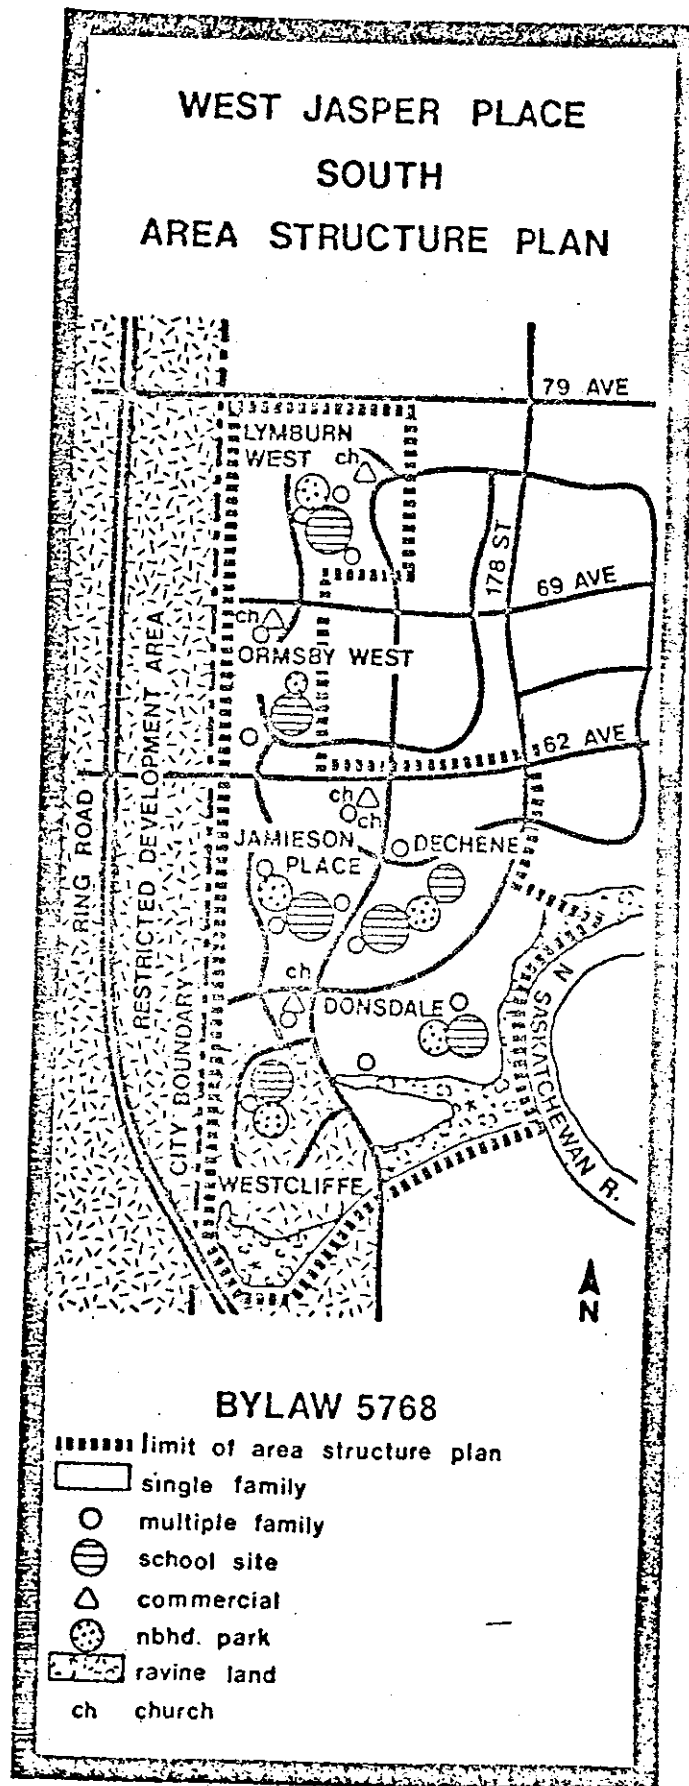 WEST JASPER PLACE
SOUTH
AREA STRUCTURE PLAN
79 AVE
LYMBURN
WEST
ch
178 ST
69 AVE
ch
ORMSBY WEST
62 AVE
ch
ch
JAMIESON
PLACE
DECHENE
RING ROAD
RESTRICTED DEVELOPMENT AREA
CITY BOUNDARY
ch
DONSDALE
N SASKATCHEWAN R.
WESTCLIFFE
N
BYLAW 5768
limit of area structure plan
single family
multiple family
school site
commercial
nbhd. park
ravine land
ch church